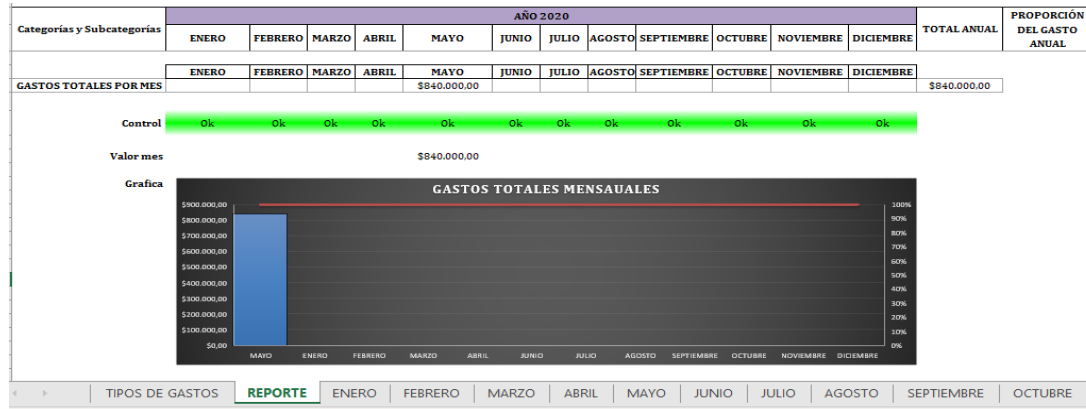 AÑO 2020
Categorías y Subcategorías ENERO FEBRERO MARZO ABRIL MAYO JUNIO JULIO AGOSTO SEPTIEMBRE OCTUBRE NOVIEMBRE DICIEMBRE TOTAL ANUAL PROPORCIÓN DEL GASTO ANUAL
ENERO FEBRERO MARZO ABRIL MAYO JUNIO JULIO AGOSTO SEPTIEMBRE OCTUBRE NOVIEMBRE DICIEMBRE
GASTOS TOTALES POR MES $840.000,00 $840.000,00
Control Ok Ok Ok Ok Ok Ok Ok Ok Ok Ok Ok Ok
Valor mes $840.000,00
Grafica
GASTOS TOTALES MENSAUALES
$900.000,00 100%
$800.000,00 90%
$700.000,00 80%
$600.000,00 70%
$500.000,00 60%
$400.000,00 50%
$300.000,00 40%
$200.000,00 30%
$100.000,00 20%
$0,00 10%
0%
MAYO ENERO FEBRERO MARZO ABRIL JUNIO JULIO AGOSTO SEPTIEMBRE OCTUBRE NOVIEMBRE DICIEMBRE
TIPOS DE GASTOS REPORTE ENERO FEBRERO MARZO ABRIL MAYO JUNIO JULIO AGOSTO SEPTIEMBRE OCTUBRE